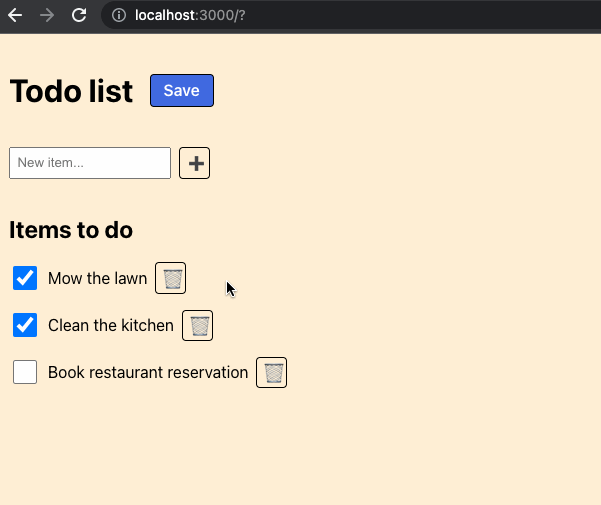 localhost:3000/?
Todo list Save
New item...
Items to do
Mow the lawn
Clean the kitchen
Book restaurant reservation